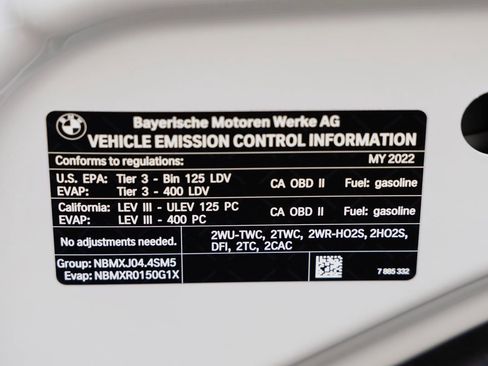 BMW
Bayerische Motoren Werke AG
VEHICLE EMISSION CONTROL INFORMATION
Conforms to regulations: MY 2022
U.S. EPA: Tier 3 - Bin 125 LDV CA OBD II Fuel: gasoline
EVAP: Tier 3 - 400 LDV
California: LEV III - ULEV 125 PC CA OBD II Fuel: gasoline
EVAP: LEV III - 400 PC
No adjustments needed. 2WU-TWC, 2TWC, 2WR-HO2S, 2HO2S,
DFI, 2TC, 2CAC
Group: NBMXJ04.4SM5
Evap: NBMXR0150G1X
7 885 332